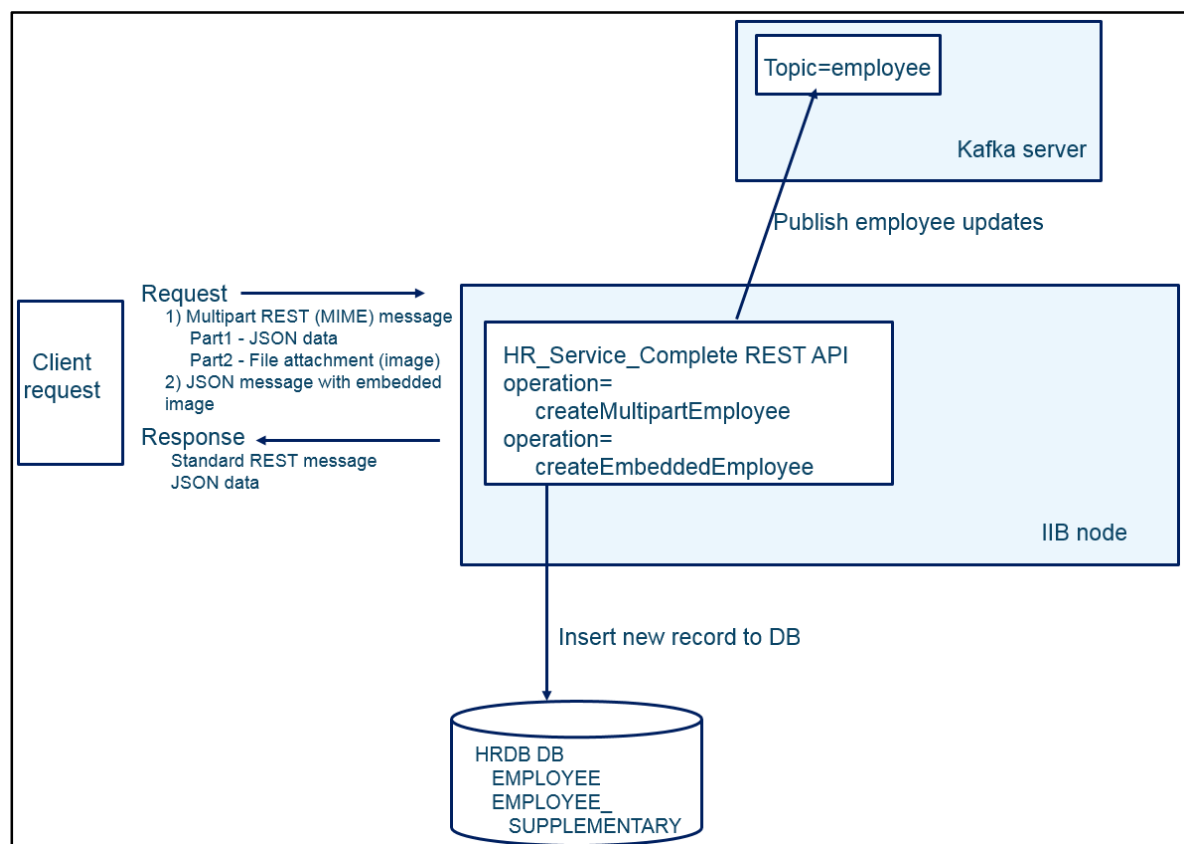 Topic=employee
Kafka server
Publish employee updates
Client
request
Request
1) Multipart REST (MIME) message
Part1 - JSON data
Part2 - File attachment (image)
2) JSON message with embedded
image
Response
Standard REST message
JSON data
HR_Service_Complete REST API
operation=
createMultipartEmployee
operation=
createEmbeddedEmployee
IIB node
Insert new record to DB
HRDB DB
EMPLOYEE
EMPLOYEE_
SUPPLEMENTARY